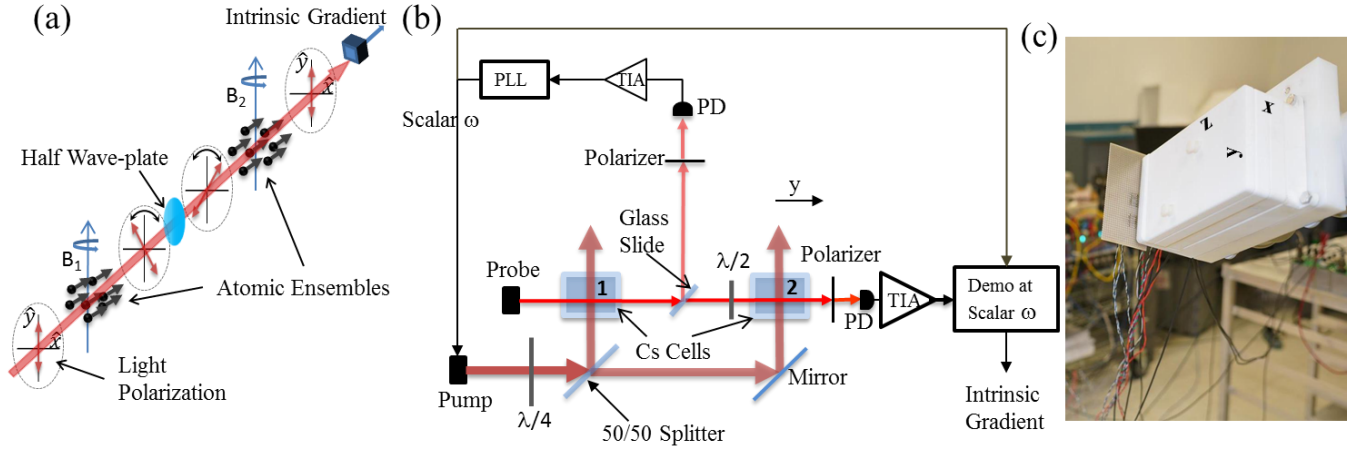 (a)
Intrinsic Gradient
ŷ
x̂
B2
Half Wave-plate
B1
Atomic Ensembles
ŷ
x̂
Light
Polarization
(b)
PLL
TIA
PD
Scalar ω
Polarizer
y
Glass
Slide
Polarizer
λ/2
Probe
1
2
TIA
Demo at
Scalar ω
PD
Cs Cells
Pump
λ/4
Mirror
50/50 Splitter
Intrinsic
Gradient
(c)
z
x
y